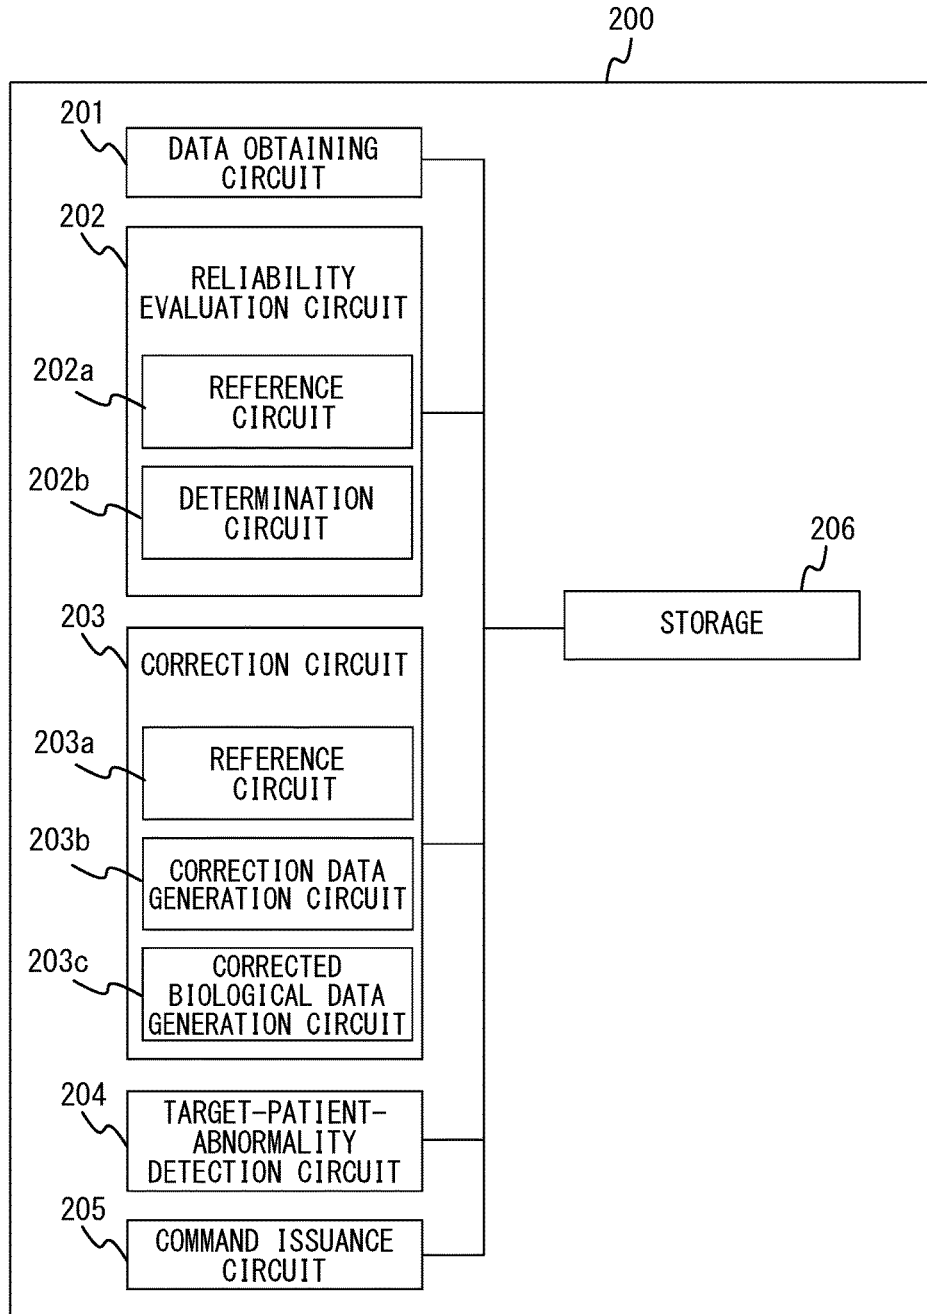 200
201
DATA OBTAINING
CIRCUIT
202
RELIABILITY
EVALUATION CIRCUIT
202a
REFERENCE
CIRCUIT
202b
DETERMINATION
CIRCUIT
206
STORAGE
203
CORRECTION CIRCUIT
203a
REFERENCE
CIRCUIT
203b
CORRECTION DATA
GENERATION CIRCUIT
203c
CORRECTED
BIOLOGICAL DATA
GENERATION CIRCUIT
204
TARGET-PATIENT-
ABNORMALITY
DETECTION CIRCUIT
205
COMMAND ISSUANCE
CIRCUIT